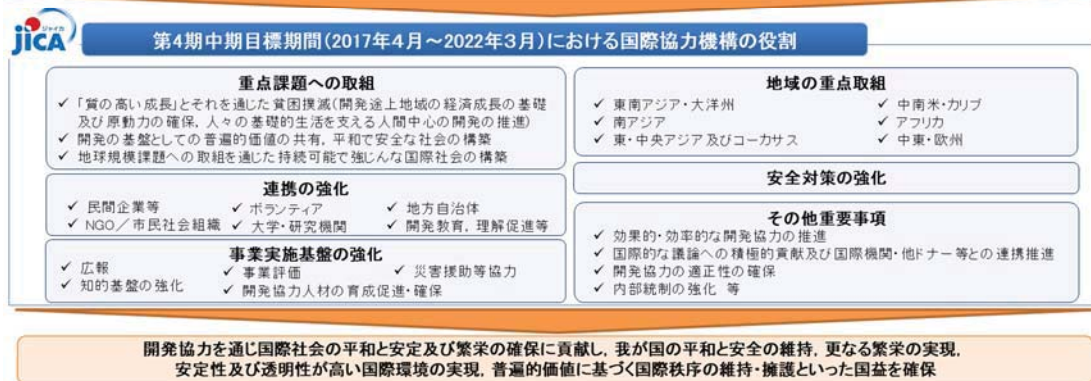 ジャイカ
JICA
第4期中期目標期間(2017年4月～2022年3月)における国際協力機構の役割
重点課題への取組
✓ 「質の高い成長」とそれを通じた貧困撲滅(開発途上地域の経済成長の基礎
及び原動力の確保, 人々の基礎的生活を支える人間中心の開発の推進)
✓ 開発の基盤としての普遍的価値の共有, 平和で安全な社会の構築
✓ 地球規模課題への取組を通じた持続可能で強じんな国際社会の構築
連携の強化
✓ 民間企業等 ✓ ボランティア ✓ 地方自治体
✓ NGO／市民社会組織 ✓ 大学・研究機関 ✓ 開発教育, 理解促進等
事業実施基盤の強化
✓ 広報 ✓ 事業評価 ✓ 災害援助等協力
✓ 知的基盤の強化 ✓ 開発協力人材の育成促進・確保
地域の重点取組
✓ 東南アジア・大洋州 ✓ 中南米・カリブ
✓ 南アジア ✓ アフリカ
✓ 東・中央アジア及びコーカサス ✓ 中東・欧州
安全対策の強化
その他重要事項
✓ 効果的・効率的な開発協力の推進
✓ 国際的な議論への積極的貢献及び国際機関・他ドナー等との連携推進
✓ 開発協力の適正性の確保
✓ 内部統制の強化 等
開発協力を通じ国際社会の平和と安定及び繁栄の確保に貢献し, 我が国の平和と安全の維持, 更なる繁栄の実現,
安定性及び透明性が高い国際環境の実現, 普遍的価値に基づく国際秩序の維持・擁護といった国益を確保